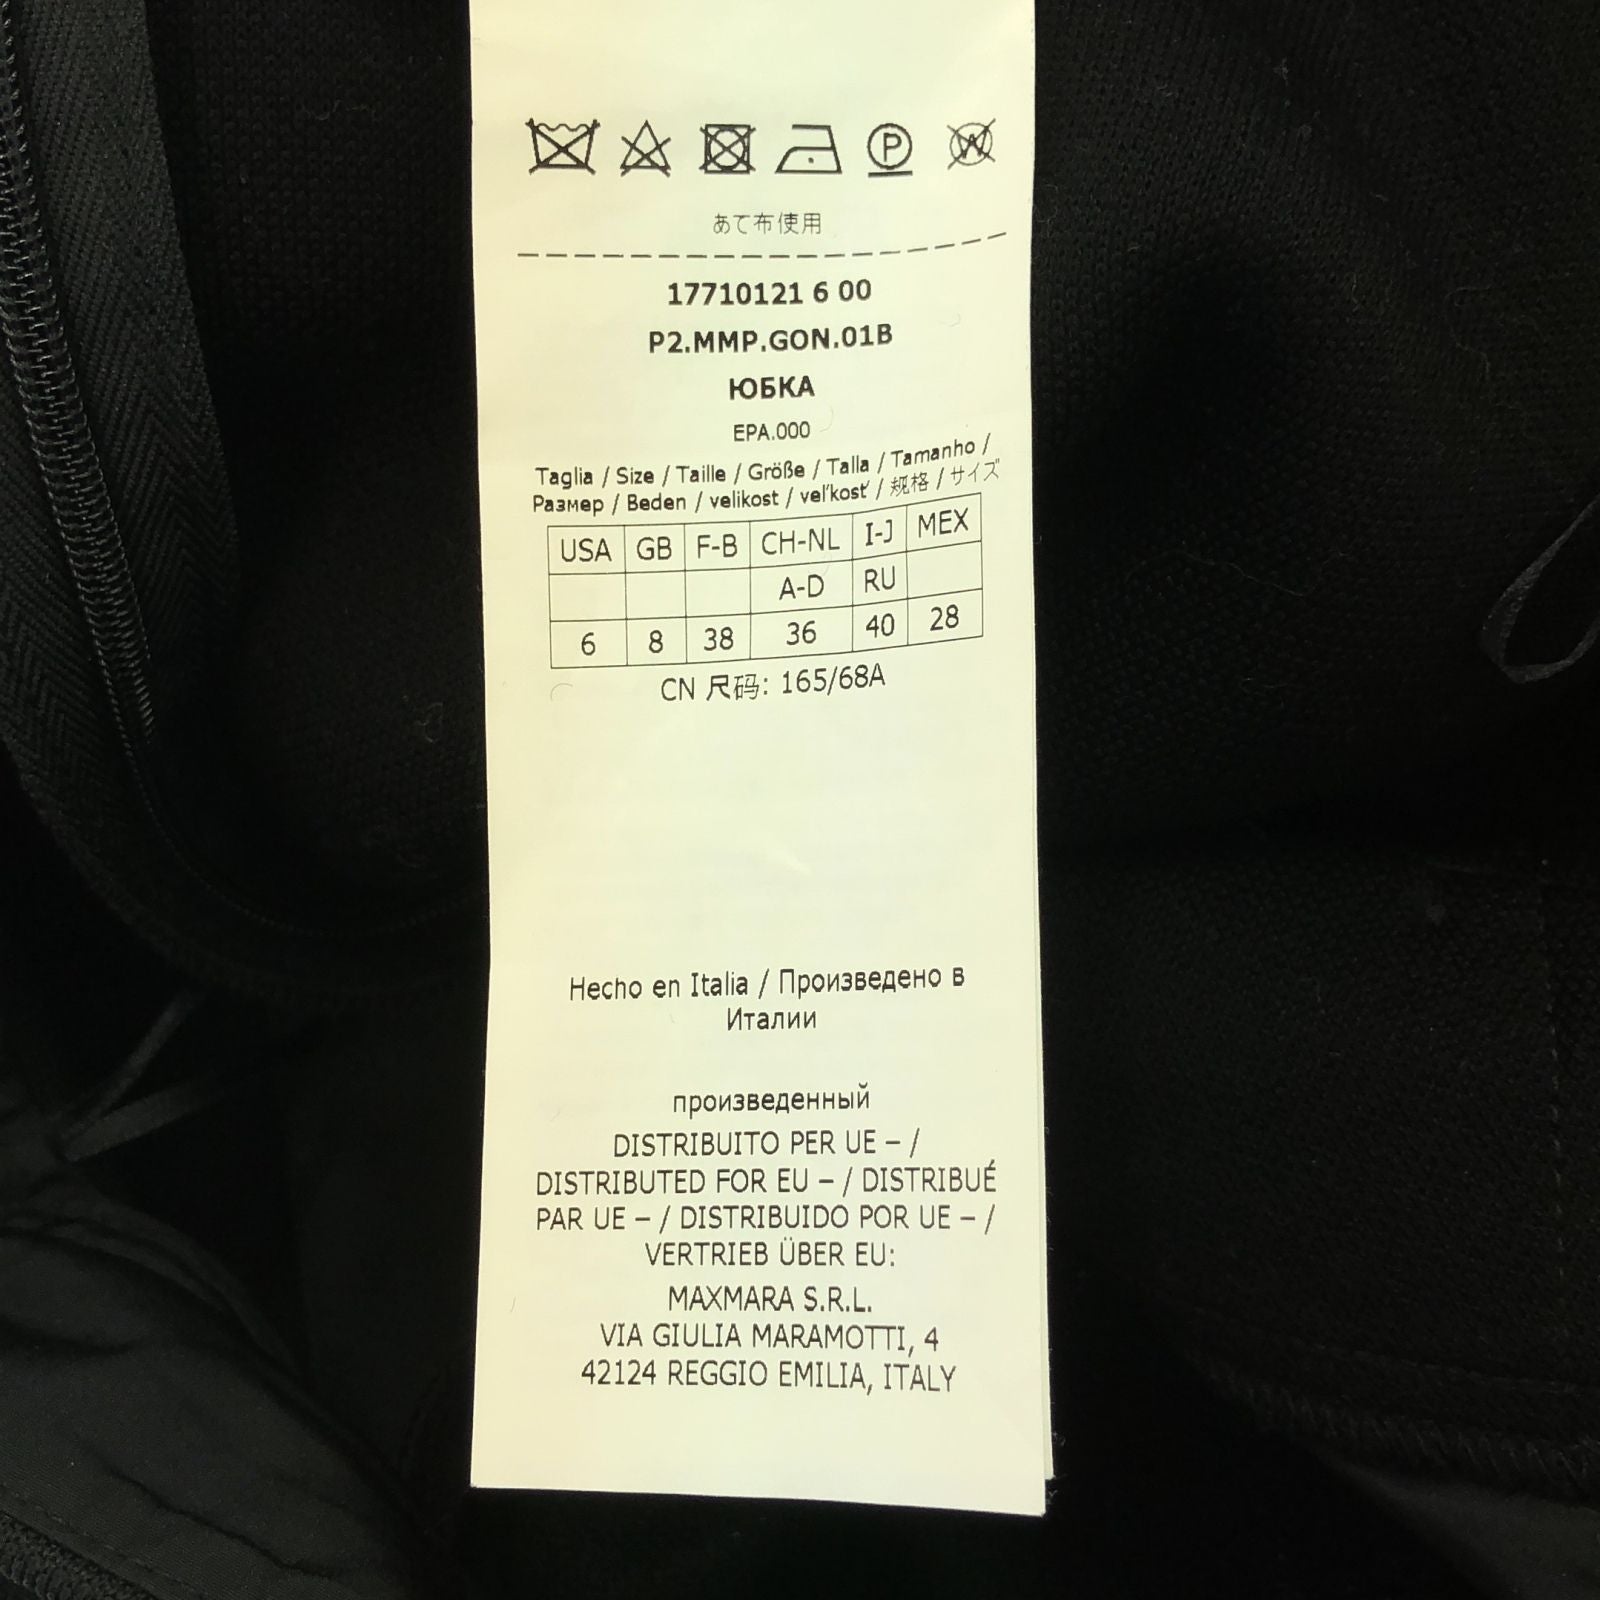 P W
あて布使用
17710121 6 00
P2.MMP.GON.01B
ЮБКА
EPA.000
Taglia / Size / Taille / Größe / Talla / Tamanho /
Размер / Beden / velikost / veľkosť / 规格 / サイズ
USA GB F-B CH-NL I-J MEX
A-D RU
6 8 38 36 40 28
CN 尺码: 165/68A
Hecho en Italia / Произведено в
Италии
произведенный
DISTRIBUITO PER UE – /
DISTRIBUTED FOR EU – / DISTRIBUÉ
PAR UE – / DISTRIBUIDO POR UE – /
VERTRIEB ÜBER EU:
MAXMARA S.R.L.
VIA GIULIA MARAMOTTI, 4
42124 REGGIO EMILIA, ITALY